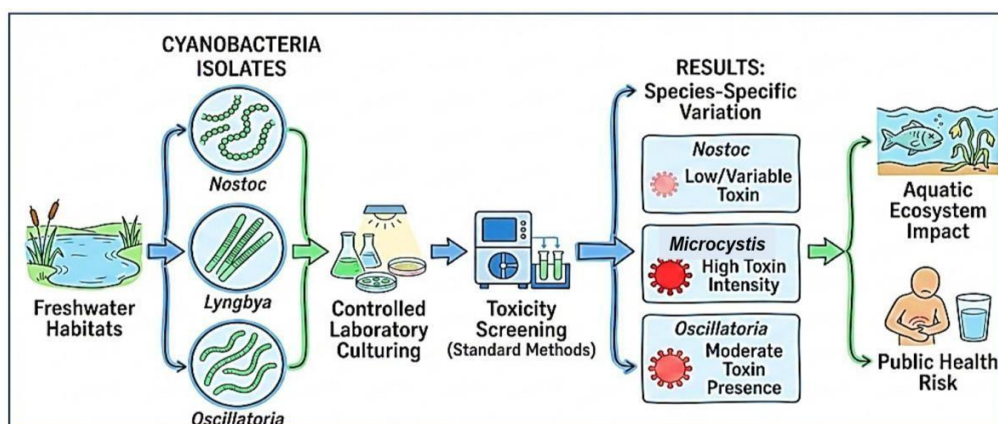 CYANOBACTERIA
ISOLATES
Nostoc
Lyngbya
Oscillatoria
Freshwater
Habitats
Controlled
Laboratory
Culturing
Toxicity
Screening
(Standard Methods)
RESULTS:
Species-Specific
Variation
Nostoc
Low/Variable
Toxin
Microcystis
High Toxin
Intensity
Oscillatoria
Moderate
Toxin
Presence
Aquatic
Ecosystem
Impact
Public Health
Risk